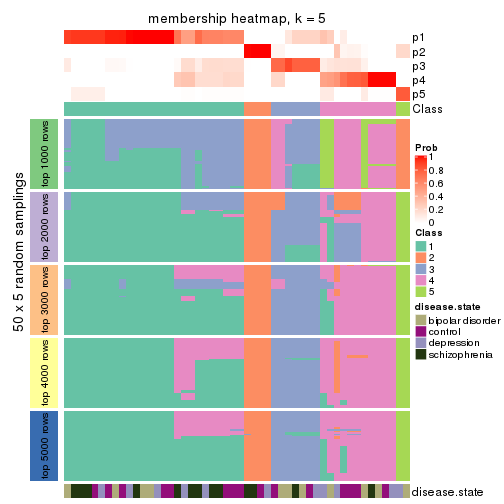 membership heatmap, k = 5
p1
p2
p3
p4
p5
Class
50 x 5 random samplings
top 1000 rows
top 2000 rows
top 3000 rows
top 4000 rows
top 5000 rows
disease.state
Prob
1
0.8
0.6
0.4
0.2
0
Class
1
2
3
4
5
disease.state
bipolar disorder
control
depression
schizophrenia